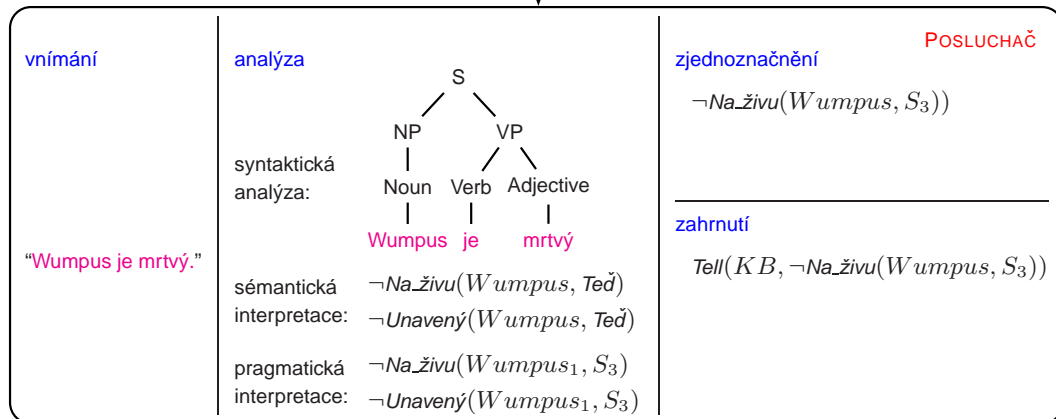 POSLUCHAČ
vnímání
"Wumpus je mrtvý."
analýza
S
NP VP
syntaktická
analýza:
Noun Verb Adjective
Wumpus je mrtvý
sémantická
interpretace:
¬Na_živu(Wumpus, Teď)
¬Unavený(Wumpus, Teď)
pragmatická
interpretace:
¬Na_živu(Wumpus₁, S₃)
¬Unavený(Wumpus₁, S₃)
zjednoznačnění
¬Na_živu(Wumpus, S₃))
zahrnutí
Tell(KB, ¬Na_živu(Wumpus, S₃))